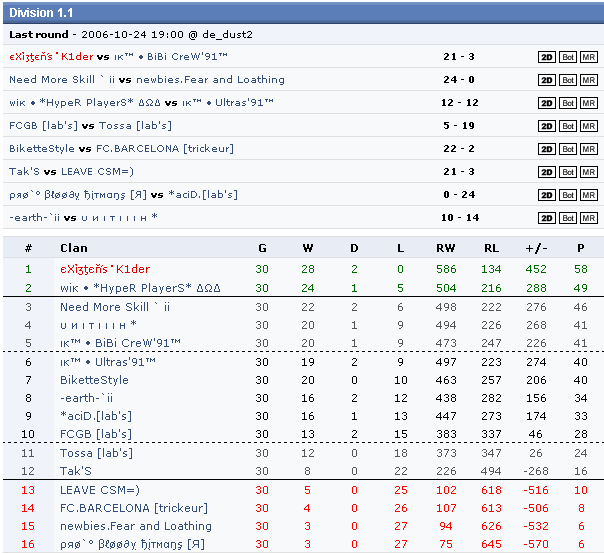 Division 1.1
Last round - 2006-10-24 19:00 @ de_dust2
єXîʒţєñšˈ˚K1der vs ıĸ™ • BiBi CreW'91™ 21 - 3 2D Bot MR
Need More Skill ` ii vs newbies.Fear and Loathing 24 - 0 2D Bot MR
wiĸ • *HypeR PlayerS* ΔΩΔ vs ıĸ™ • Ultras'91™ 12 - 12 2D Bot MR
FCGB [lab's] vs Tossa [lab's] 5 - 19 2D Bot MR
BiketteStyle vs FC.BARCELONA [trickeur] 22 - 2 2D Bot MR
Tak'S vs LEAVE CSM=) 21 - 3 2D Bot MR
ρяø`° βłøø∂γ ђįтмαηş [Я] vs *aciD.[lab's] 0 - 24 2D Bot MR
-earth-`ii vs υ и ı т ı ı ı н * 10 - 14 2D Bot MR
# Clan G W D L RW RL +/- P
1 єXîʒţєñšˈ˚K1der 30 28 2 0 586 134 452 58
2 wiĸ • *HypeR PlayerS* ΔΩΔ 30 24 1 5 504 216 288 49
3 Need More Skill ` ii 30 22 2 6 498 222 276 46
4 υ и ı т ı ı ı н * 30 20 1 9 494 226 268 41
5 ıĸ™ • BiBi CreW'91™ 30 20 1 9 473 247 226 41
6 ıĸ™ • Ultras'91™ 30 19 2 9 497 223 274 40
7 BiketteStyle 30 20 0 10 463 257 206 40
8 -earth-`ii 30 16 2 12 438 282 156 34
9 *aciD.[lab's] 30 16 1 13 447 273 174 33
10 FCGB [lab's] 30 13 2 15 383 337 46 28
11 Tossa [lab's] 30 12 0 18 373 347 26 24
12 Tak'S 30 8 0 22 226 494 -268 16
13 LEAVE CSM=) 30 5 0 25 102 618 -516 10
14 FC.BARCELONA [trickeur] 30 4 0 26 107 613 -506 8
15 newbies.Fear and Loathing 30 3 0 27 94 626 -532 6
16 ρяø`° βłøø∂γ ђįтмαηş [Я] 30 3 0 27 75 645 -570 6